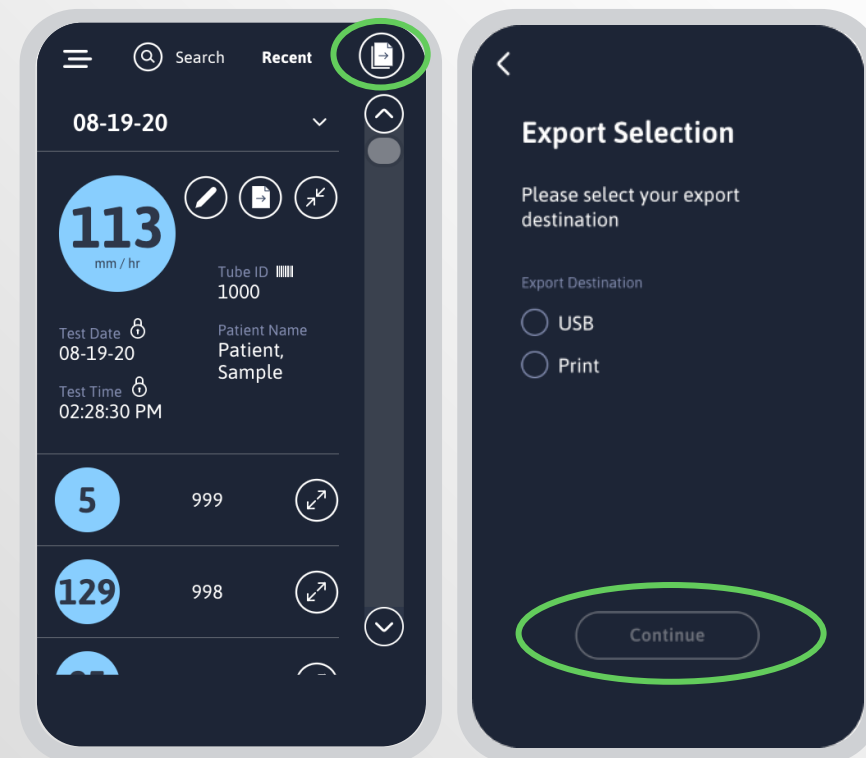 Search Recent
08-19-20
113
mm / hr
Tube ID
1000
Test Date
08-19-20
Patient Name
Patient,
Sample
Test Time
02:28:30 PM
5 999
129 998
Export Selection
Please select your export
destination
Export Destination
USB
Print
Continue